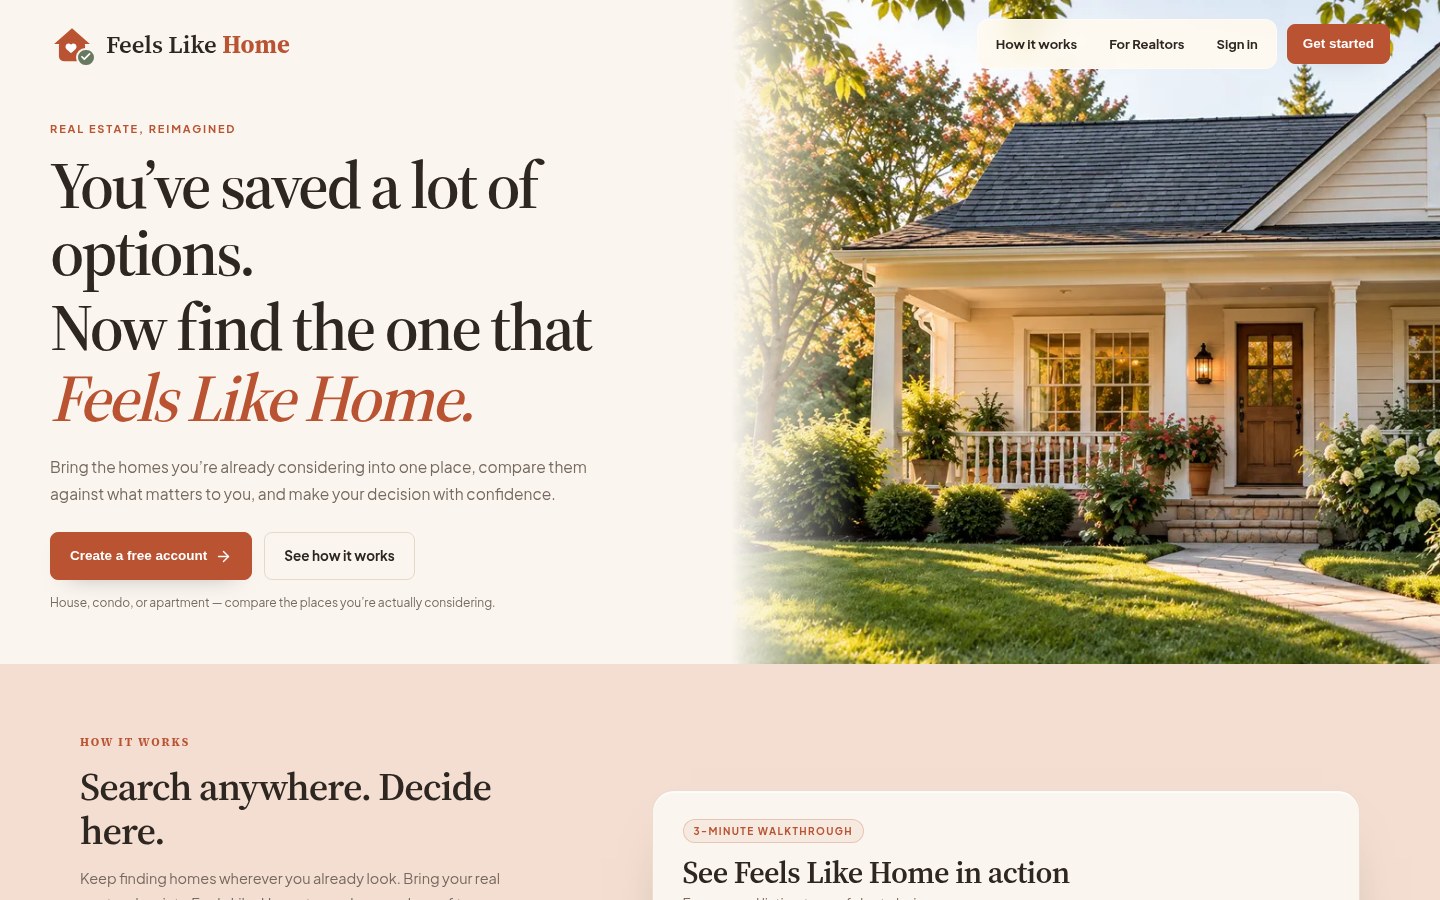 Feels Like Home
How it works
For Realtors
Sign in
Get started
REAL ESTATE, REIMAGINED
You’ve saved a lot of
options.
Now find the one that
Feels Like Home.
Bring the homes you’re already considering into one place, compare them
against what matters to you, and make your decision with confidence.
Create a free account
See how it works
House, condo, or apartment — compare the places you’re actually considering.
HOW IT WORKS
Search anywhere. Decide
here.
Keep finding homes wherever you already look. Bring your real
3-MINUTE WALKTHROUGH
See Feels Like Home in action